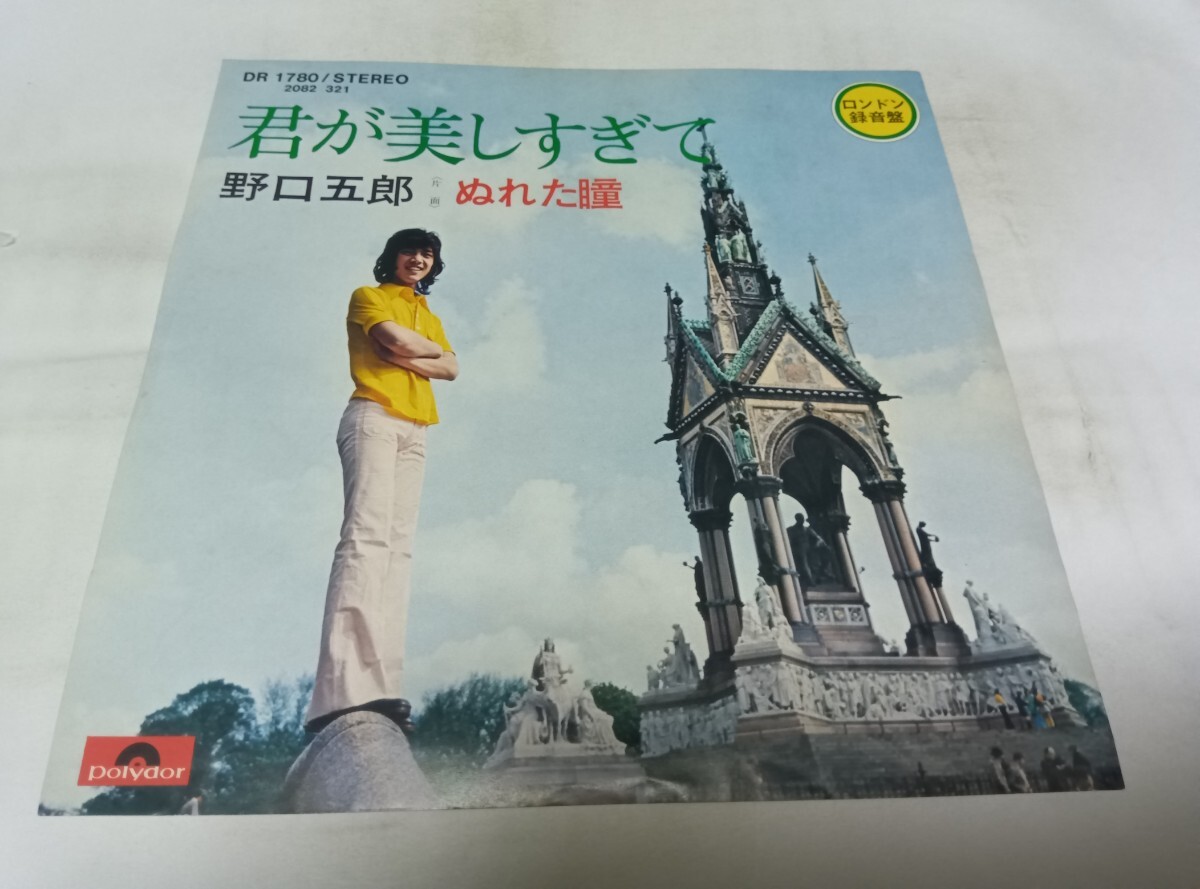 DR 1780/STEREO
2082 321
ロンドン
録音盤
君が美しすぎて
野口五郎 (片面) ぬれた瞳
polydor